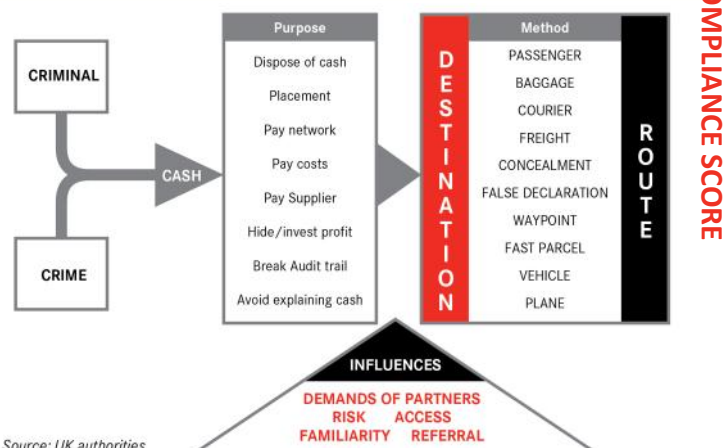 CRIMINAL
CRIME
CASH
Purpose
Dispose of cash
Placement
Pay network
Pay costs
Pay Supplier
Hide/invest profit
Break Audit trail
Avoid explaining cash
DESTINATION
Method
PASSENGER
BAGGAGE
COURIER
FREIGHT
CONCEALMENT
FALSE DECLARATION
WAYPOINT
FAST PARCEL
VEHICLE
PLANE
ROUTE
INFLUENCES
DEMANDS OF PARTNERS
RISK ACCESS
FAMILIARITY REFERRAL
Source: UK authorities
OMPLIANCE SCORE